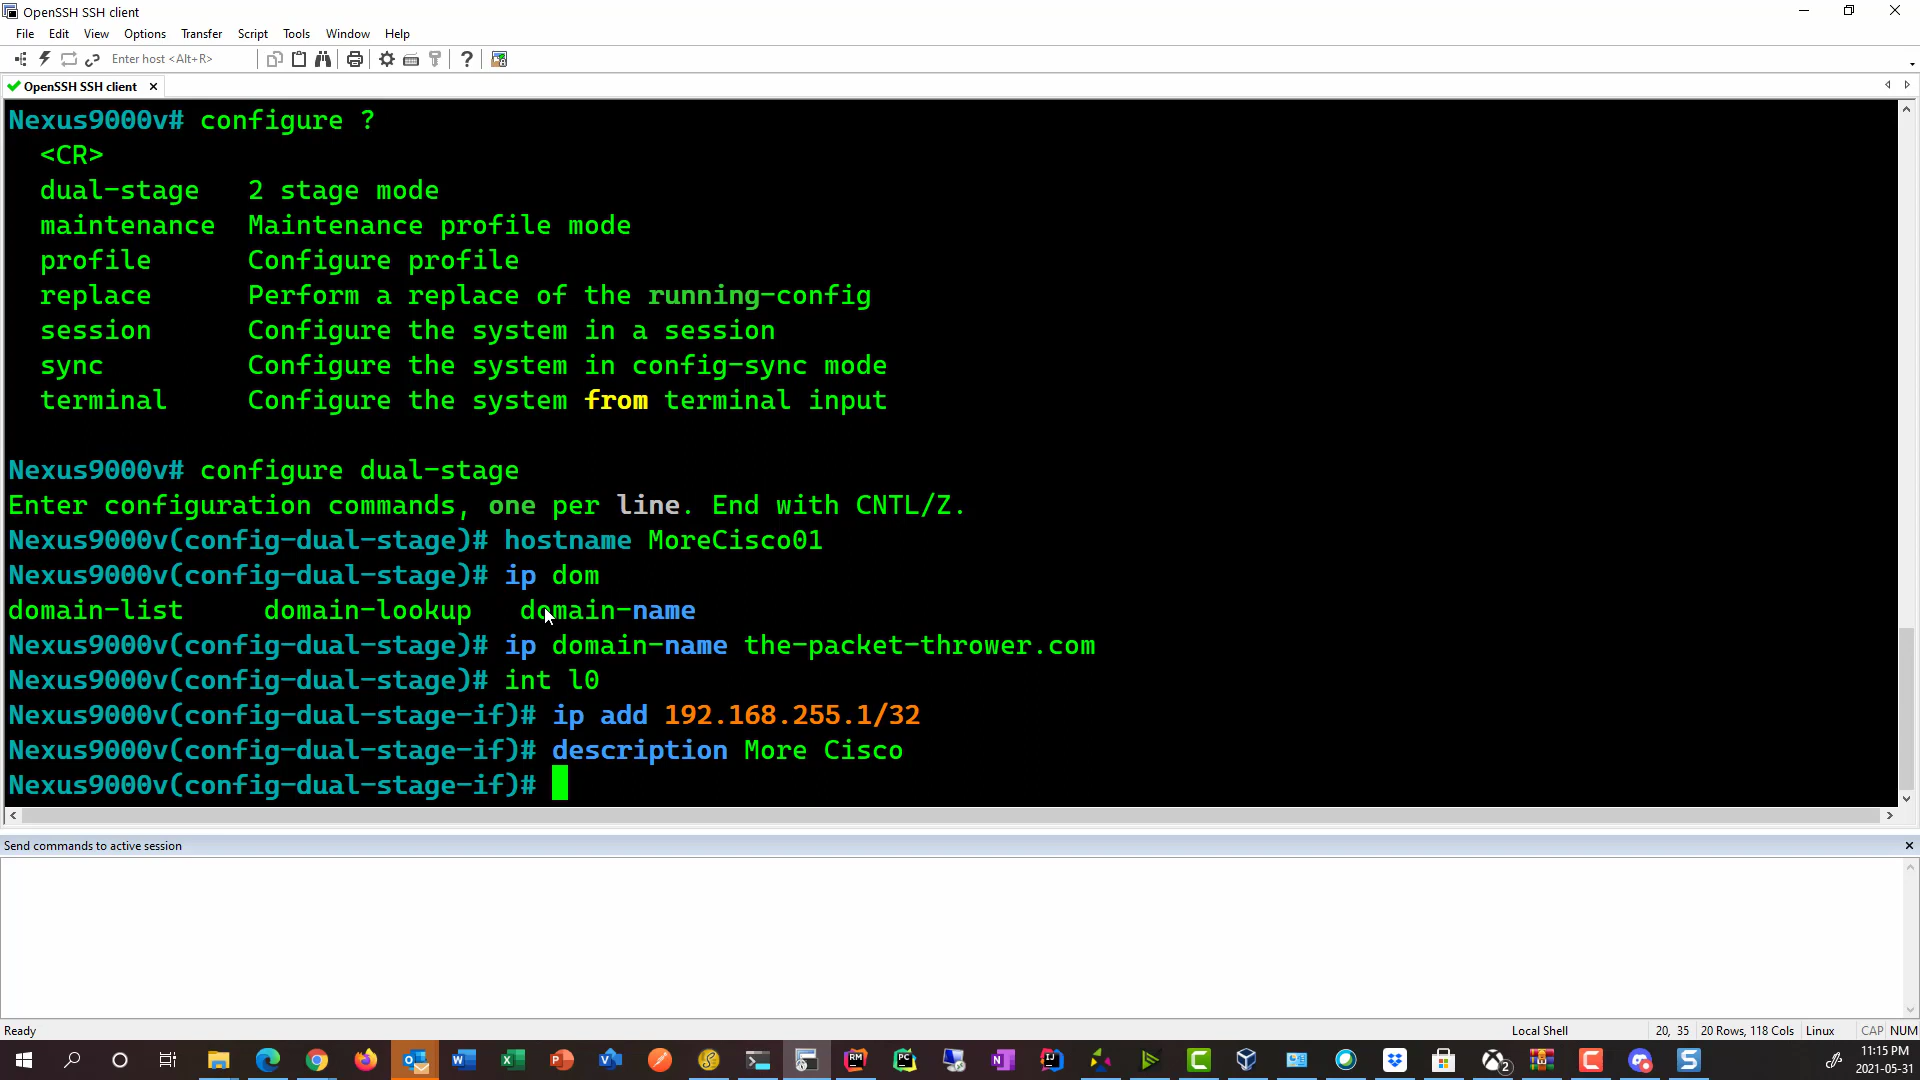 OpenSSH SSH client
File Edit View Options Transfer Script Tools Window Help
Enter host <Alt+R>
OpenSSH SSH client
Nexus9000v# configure ?
<CR>
dual-stage 2 stage mode
maintenance Maintenance profile mode
profile Configure profile
replace Perform a replace of the running-config
session Configure the system in a session
sync Configure the system in config-sync mode
terminal Configure the system from terminal input
Nexus9000v# configure dual-stage
Enter configuration commands, one per line. End with CNTL/Z.
Nexus9000v(config-dual-stage)# hostname MoreCisco01
Nexus9000v(config-dual-stage)# ip dom
domain-list domain-lookup domain-name
Nexus9000v(config-dual-stage)# ip domain-name the-packet-thrower.com
Nexus9000v(config-dual-stage)# int l0
Nexus9000v(config-dual-stage-if)# ip add 192.168.255.1/32
Nexus9000v(config-dual-stage-if)# description More Cisco
Nexus9000v(config-dual-stage-if)#
Send commands to active session
Ready Local Shell 20, 35 20 Rows, 118 Cols Linux CAP NUM
11:15 PM
2021-05-31